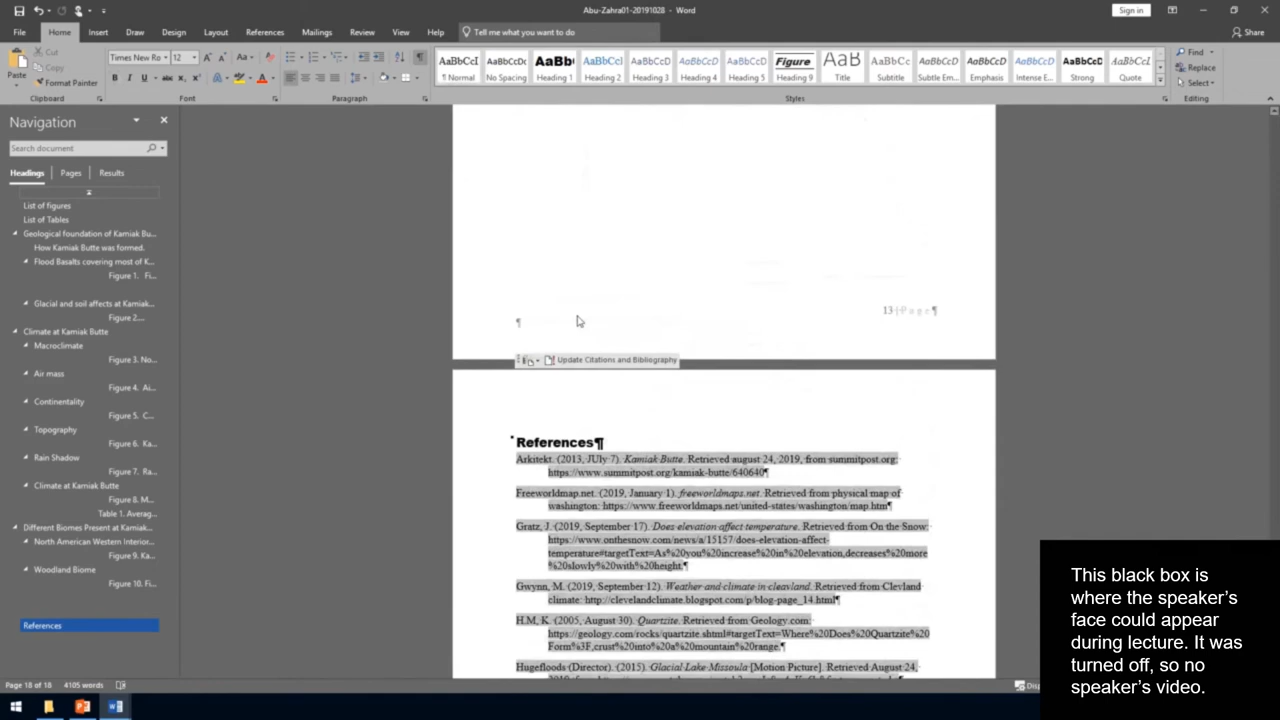 Abu-Zahra01-20191028 - Word
Sign in
File Home Insert Draw Design Layout References Mailings Review View Help Tell me what you want to do
Share
Paste
Cut
Copy
Format Painter
Clipboard
Times New Ro
12
Font
Paragraph
AaBbCcI AaBbCcDc AaBb( AaBbCcI AaBbCcD AaBbCcD AaBbCcD Figure AaB AaBbCc AaBbCcD AaBbCcD AaBbCcD AaBbCcD AaBbCcI
¶ Normal No Spacing Heading 1 Heading 2 Heading 3 Heading 4 Heading 5 Heading 9 Title Subtitle Subtle Em... Emphasis Intense E... Strong Quote
Styles
Find
Replace
Select
Editing
Navigation
Search document
Headings Pages Results
List of figures
List of Tables
Geological foundation of Kamiak Bu...
How Kamiak Butte was formed.
Flood Basalts covering most of K...
Figure 1. Fi...
Glacial and soil affects at Kamiak...
Figure 2....
Climate at Kamiak Butte
Macroclimate
Figure 3. No...
Air mass
Figure 4. Ai...
Continentality
Figure 5. C...
Topography
Figure 6. Ka...
Rain Shadow
Figure 7. Ra...
Climate at Kamiak Butte
Figure 8. M...
Table 1. Averag...
Different Biomes Present at Kamiak...
North American Western Interior...
Figure 9. Ka...
Woodland Biome
Figure 10. Fi...
References
13 | P a g e ¶
¶
Update Citations and Bibliography
References¶
Arkitekt. (2013, JUly 7). Kamiak Butte. Retrieved august 24, 2019, from summitpost.org:
https://www.summitpost.org/kamiak-butte/640640¶
Freeworldmap.net. (2019, January 1). freeworldmaps.net. Retrieved from physical map of
washington: https://www.freeworldmaps.net/united-states/washington/map.htm¶
Gratz, J. (2019, September 17). Does elevation affect temperature. Retrieved from On the Snow:
https://www.onthesnow.com/news/a/15157/does-elevation-affect-
temperature#targetText=As%20you%20increase%20in%20elevation,decreases%20more
%20slowly%20with%20height.¶
Gwynn, M. (2019, September 12). Weather and climate in cleavland. Retrieved from Clevland
climate: http://clevelandclimate.blogspot.com/p/blog-page_14.html¶
H.M, K. (2005, August 30). Quartzite. Retrieved from Geology.com:
https://geology.com/rocks/quartzite.shtml#targetText=Where%20Does%20Quartzite%20
Form%3F,crust%20into%20a%20mountain%20range.¶
Hugefloods (Director). (2015). Glacial Lake Missoula [Motion Picture]. Retrieved August 24,
Page 18 of 18 4105 words
This black box is
where the speaker's
face could appear
during lecture. It was
turned off, so no
speaker's video.